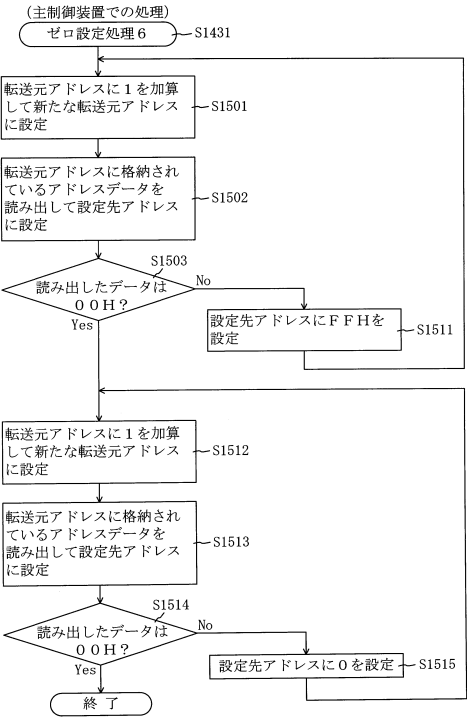 (主制御装置での処理)
ゼロ設定処理６
S1431
転送元アドレスに１を加算
して新たな転送元アドレス
に設定
S1501
転送元アドレスに格納され
ているアドレスデータを
読み出して設定先アドレス
に設定
S1502
S1503
読み出したデータは
００Ｈ？
No
Yes
設定先アドレスにＦＦＨを
設定
S1511
転送元アドレスに１を加算
して新たな転送元アドレス
に設定
S1512
転送元アドレスに格納され
ているアドレスデータを
読み出して設定先アドレス
に設定
S1513
S1514
読み出したデータは
００Ｈ？
No
Yes
設定先アドレスに０を設定
S1515
終 了